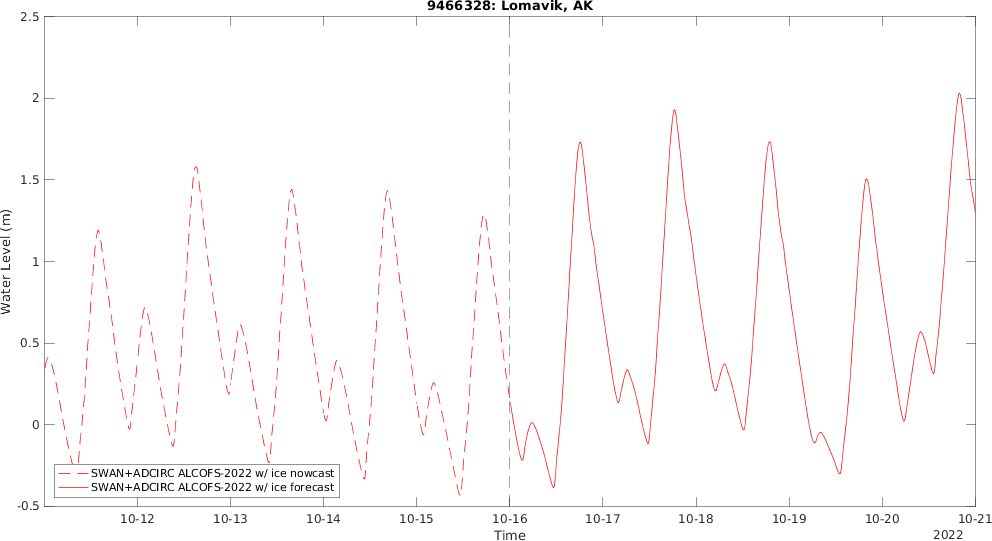 9466328: Lomavik, AK
2.5
2
1.5
1
0.5
0
-0.5
Water Level (m)
SWAN+ADCIRC ALCOFS-2022 w/ ice nowcast
SWAN+ADCIRC ALCOFS-2022 w/ ice forecast
10-12 10-13 10-14 10-15 10-16 10-17 10-18 10-19 10-20 10-21
Time
2022